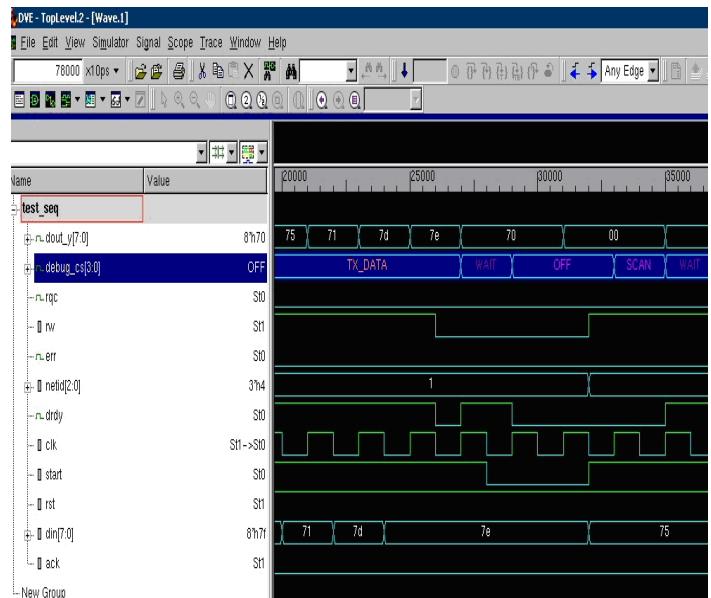 DVE - TopLevel.2 - [Wave.1]
File Edit View Simulator Signal Scope Trace Window Help
78000 x10ps Any Edge
Name Value 20000 25000 30000 35000
test_seq
dout_y[7:0] 8'h70 75 71 7d 7e 70 00
debug_cs[3:0] OFF TX_DATA WAIT OFF SCAN WAIT
rqc St0
rw St1
err St0
netid[2:0] 3'h4 1
drdy St0
clk St1->St0
start St0
rst St1
din[7:0] 8'h7f 71 7d 7e 75
ack St1
New Group